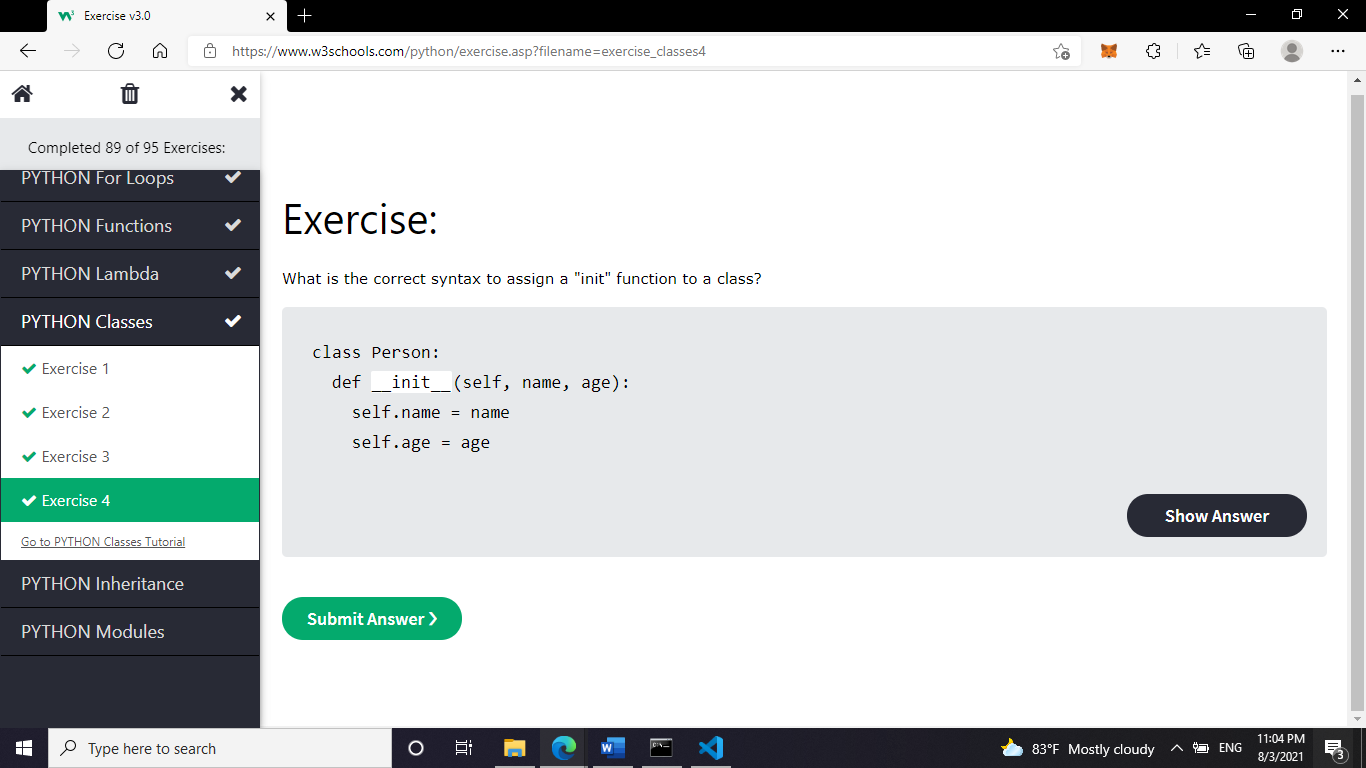 Exercise v3.0
https://www.w3schools.com/python/exercise.asp?filename=exercise_classes4
Completed 89 of 95 Exercises:
PYTHON For Loops
PYTHON Functions
PYTHON Lambda
PYTHON Classes
Exercise 1
Exercise 2
Exercise 3
Exercise 4
Go to PYTHON Classes Tutorial
PYTHON Inheritance
PYTHON Modules
Exercise:
What is the correct syntax to assign a "init" function to a class?
class Person:
  def __init__(self, name, age):
    self.name = name
    self.age = age
Show Answer
Submit Answer ❯
Type here to search
83°F Mostly cloudy
ENG
11:04 PM
8/3/2021
3